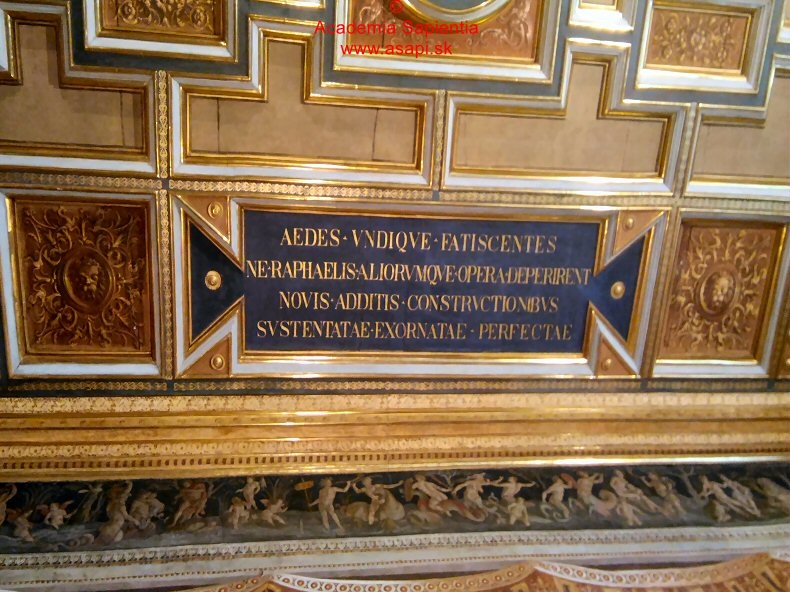 Academia Sapientia
www.asapi.sk
AEDES · VNDIQVE · FATISCENTES
NE·RAPHAELIS·ALIORVMQVE·OPERA·DEPERIRENT
NOVIS·ADDITIS·CONSTRVCTIONIBVS
SVSTENTATAE·EXORNATAE·PERFECTAE